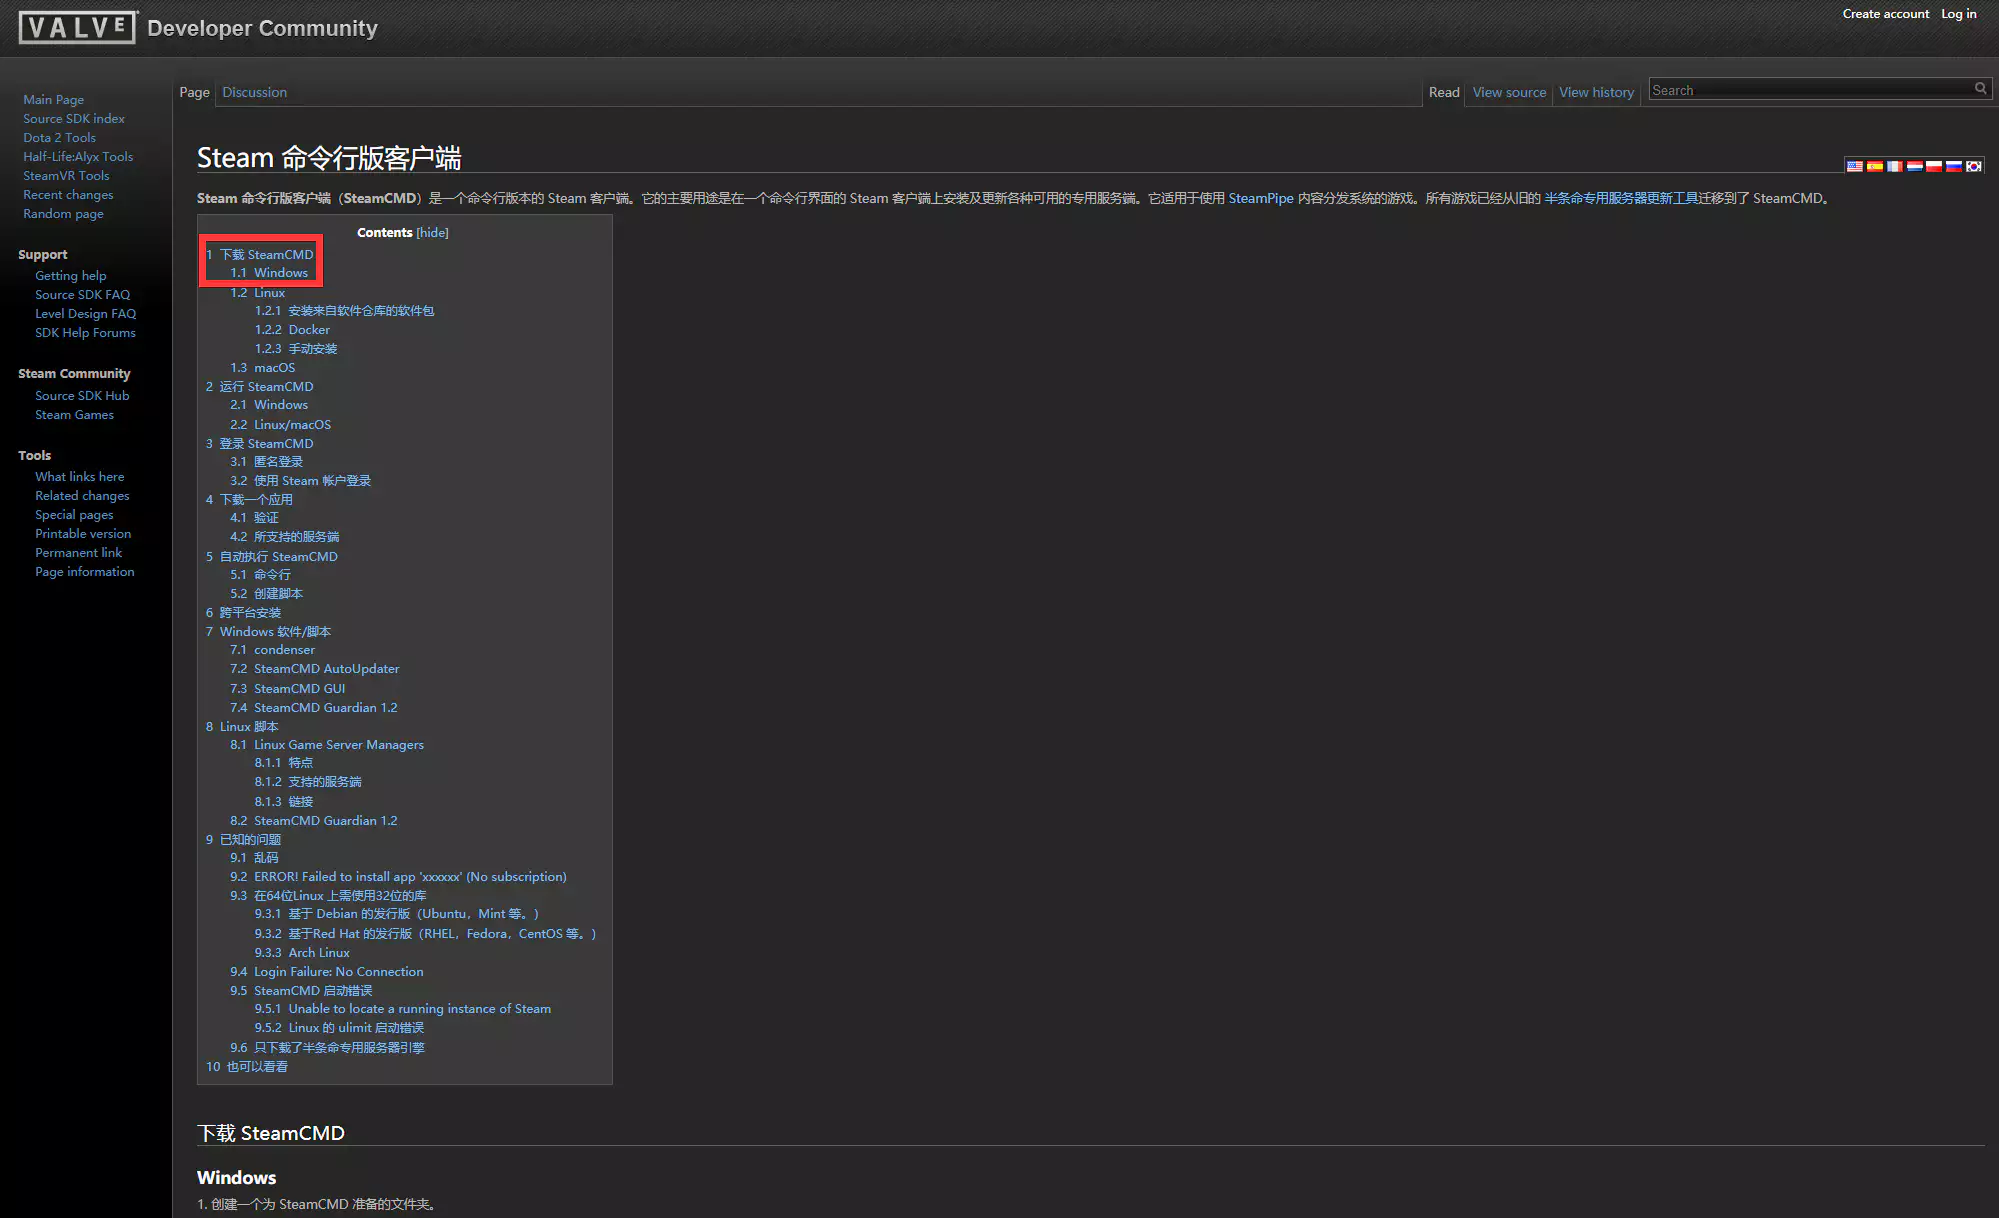 VALVE Developer Community
Create account Log in
Main Page
Source SDK index
Dota 2 Tools
Half-Life:Alyx Tools
SteamVR Tools
Recent changes
Random page
Support
Getting help
Source SDK FAQ
Level Design FAQ
SDK Help Forums
Steam Community
Source SDK Hub
Steam Games
Tools
What links here
Related changes
Special pages
Printable version
Permanent link
Page information
Page Discussion
Read View source View history Search
Steam 命令行版客户端
Steam 命令行版客户端（SteamCMD）是一个命令行版本的 Steam 客户端。它的主要用途是在一个命令行界面的 Steam 客户端上安装及更新各种可用的专用服务端。它适用于使用 SteamPipe 内容分发系统的游戏。所有游戏已经从旧的 半条命专用服务器更新工具迁移到了 SteamCMD。
Contents [hide]
1 下载 SteamCMD
1.1 Windows
1.2 Linux
1.2.1 安装来自软件仓库的软件包
1.2.2 Docker
1.2.3 手动安装
1.3 macOS
2 运行 SteamCMD
2.1 Windows
2.2 Linux/macOS
3 登录 SteamCMD
3.1 匿名登录
3.2 使用 Steam 帐户登录
4 下载一个应用
4.1 验证
4.2 所支持的服务端
5 自动执行 SteamCMD
5.1 命令行
5.2 创建脚本
6 跨平台安装
7 Windows 软件/脚本
7.1 condenser
7.2 SteamCMD AutoUpdater
7.3 SteamCMD GUI
7.4 SteamCMD Guardian 1.2
8 Linux 脚本
8.1 Linux Game Server Managers
8.1.1 特点
8.1.2 支持的服务端
8.1.3 链接
8.2 SteamCMD Guardian 1.2
9 已知的问题
9.1 乱码
9.2 ERROR! Failed to install app 'xxxxxx' (No subscription)
9.3 在64位Linux 上需使用32位的库
9.3.1 基于 Debian 的发行版（Ubuntu，Mint 等。）
9.3.2 基于Red Hat 的发行版（RHEL，Fedora，CentOS 等。）
9.3.3 Arch Linux
9.4 Login Failure: No Connection
9.5 SteamCMD 启动错误
9.5.1 Unable to locate a running instance of Steam
9.5.2 Linux 的 ulimit 启动错误
9.6 只下载了半条命专用服务器引擎
10 也可以看看
下载 SteamCMD
Windows
1. 创建一个为 SteamCMD 准备的文件夹。